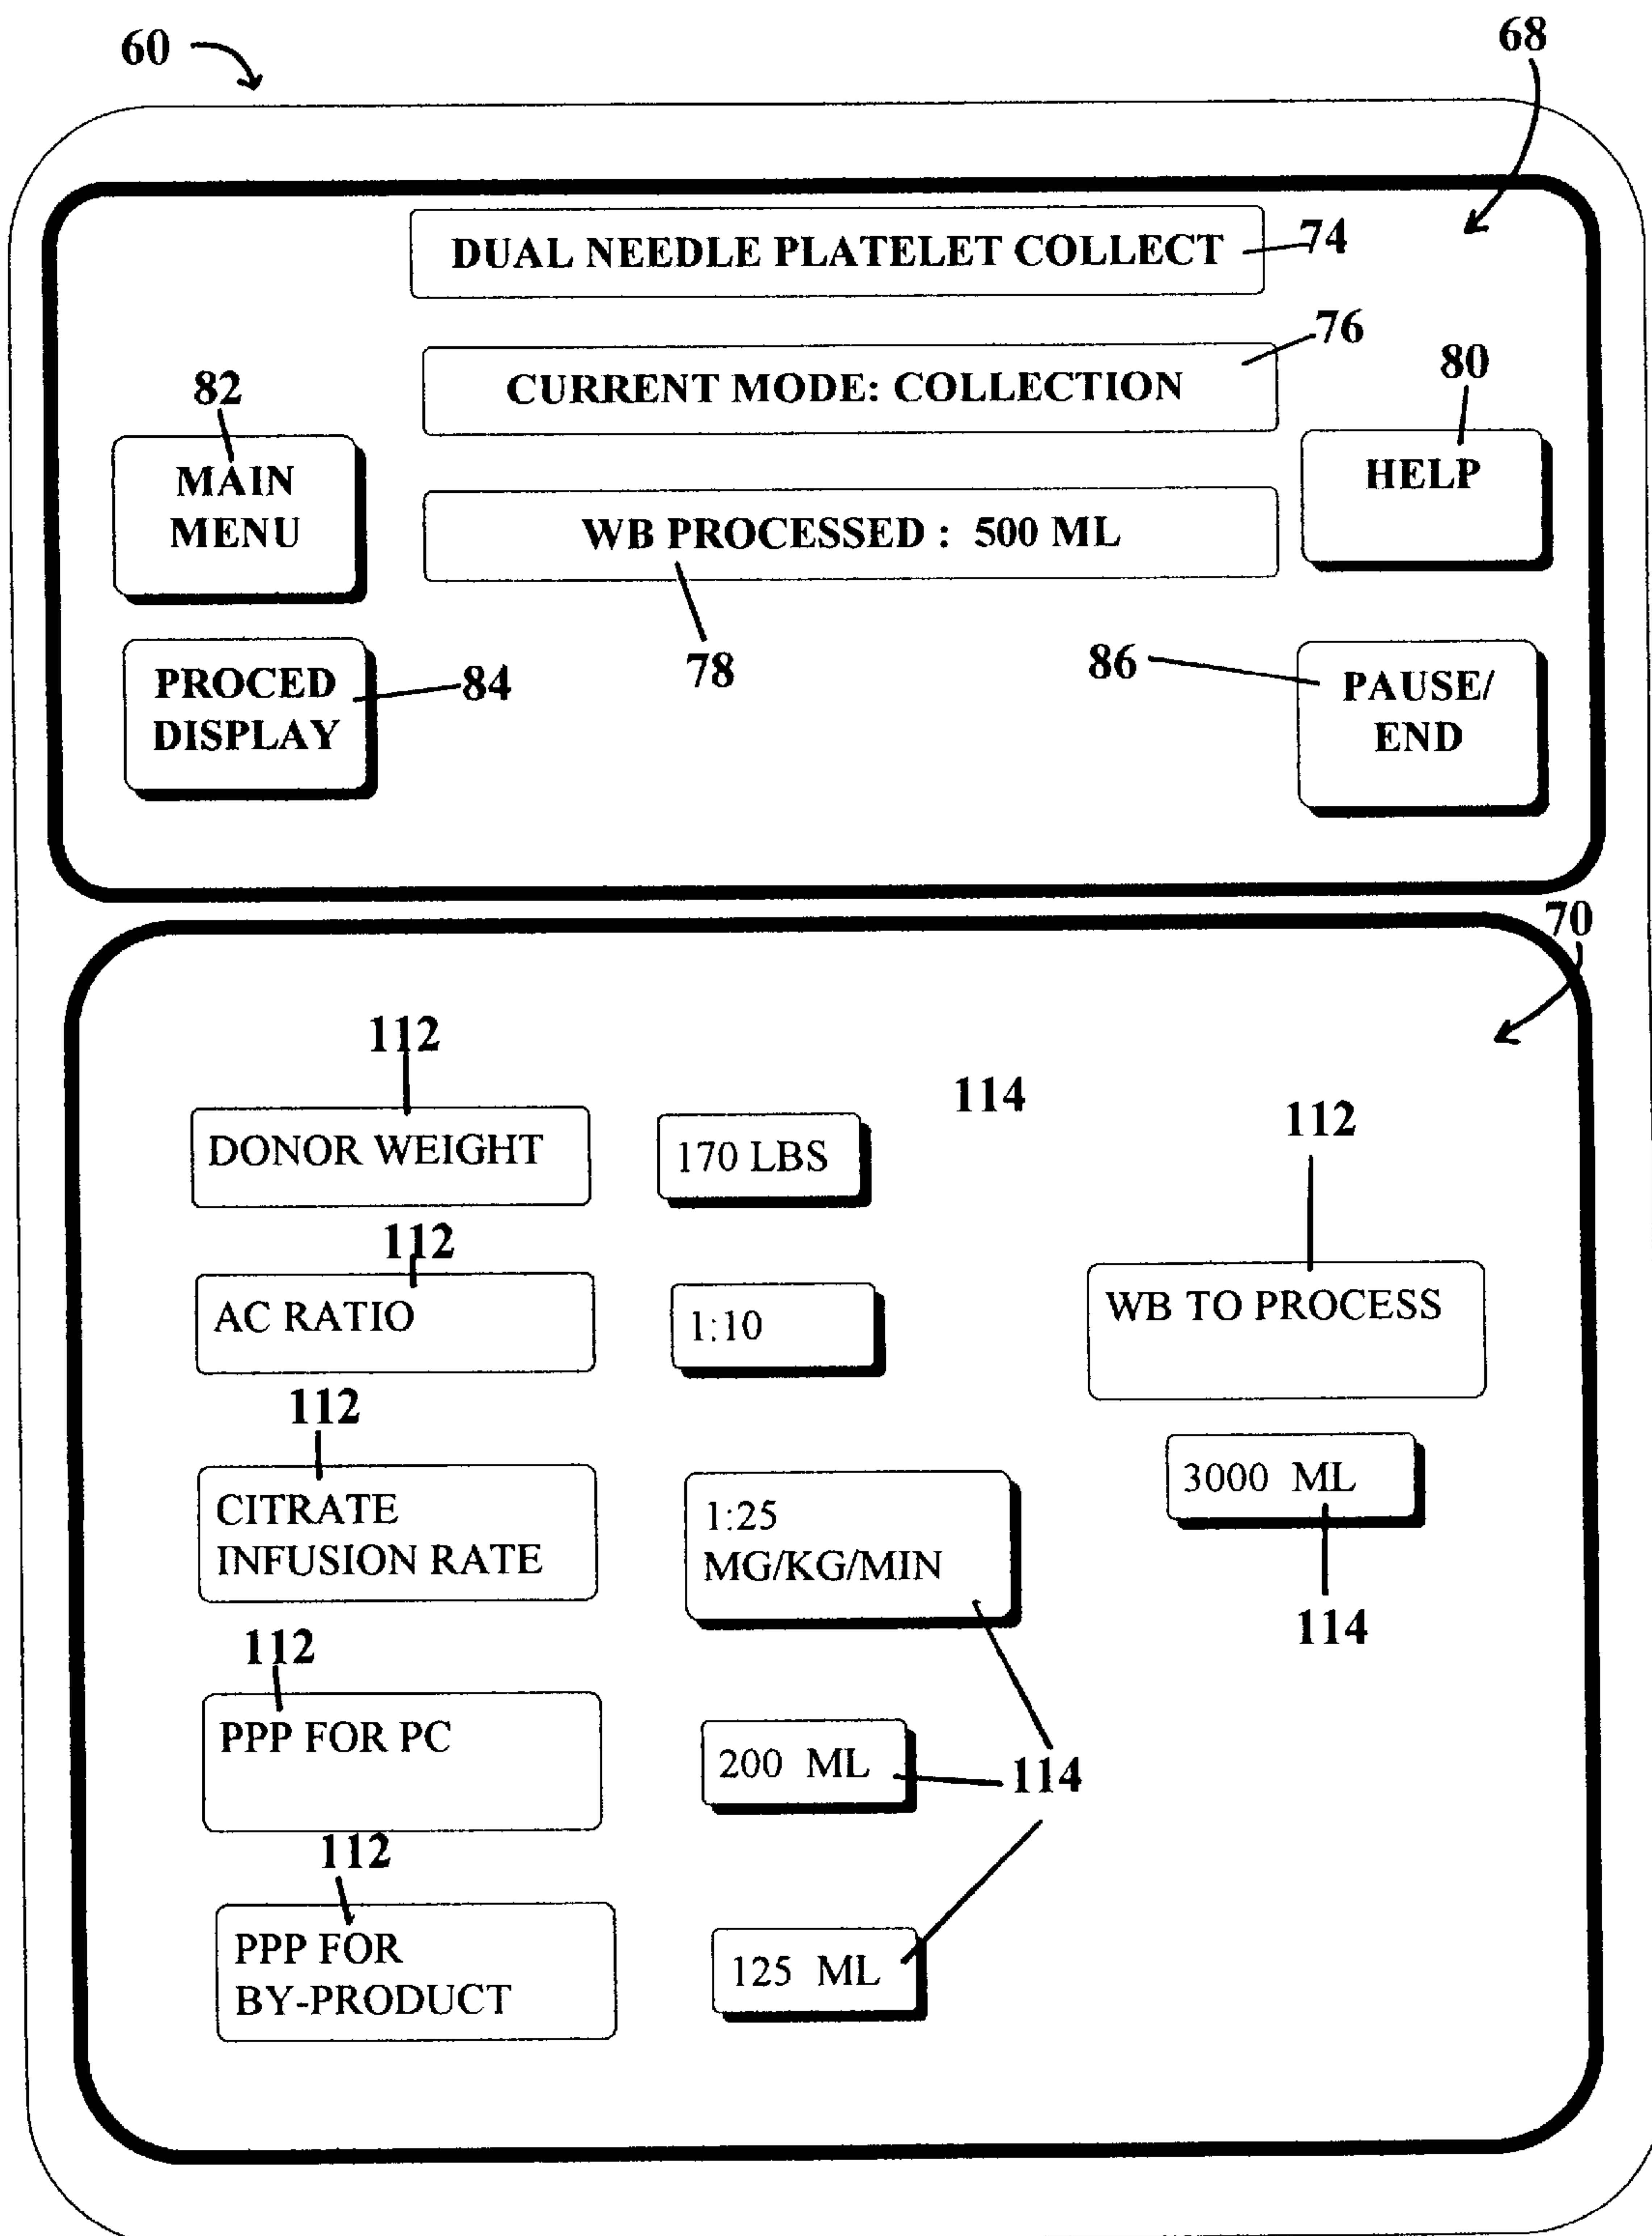 60
68
DUAL NEEDLE PLATELET COLLECT
74
76
CURRENT MODE: COLLECTION
82
80
MAIN
MENU
HELP
WB PROCESSED : 500 ML
78
PROCED
DISPLAY
84
86
PAUSE/
END
70
112
DONOR WEIGHT
170 LBS
114
112
112
AC RATIO
1:10
WB TO PROCESS
112
CITRATE
INFUSION RATE
1:25
MG/KG/MIN
3000 ML
114
112
PPP FOR PC
200 ML
114
112
PPP FOR
BY-PRODUCT
125 ML